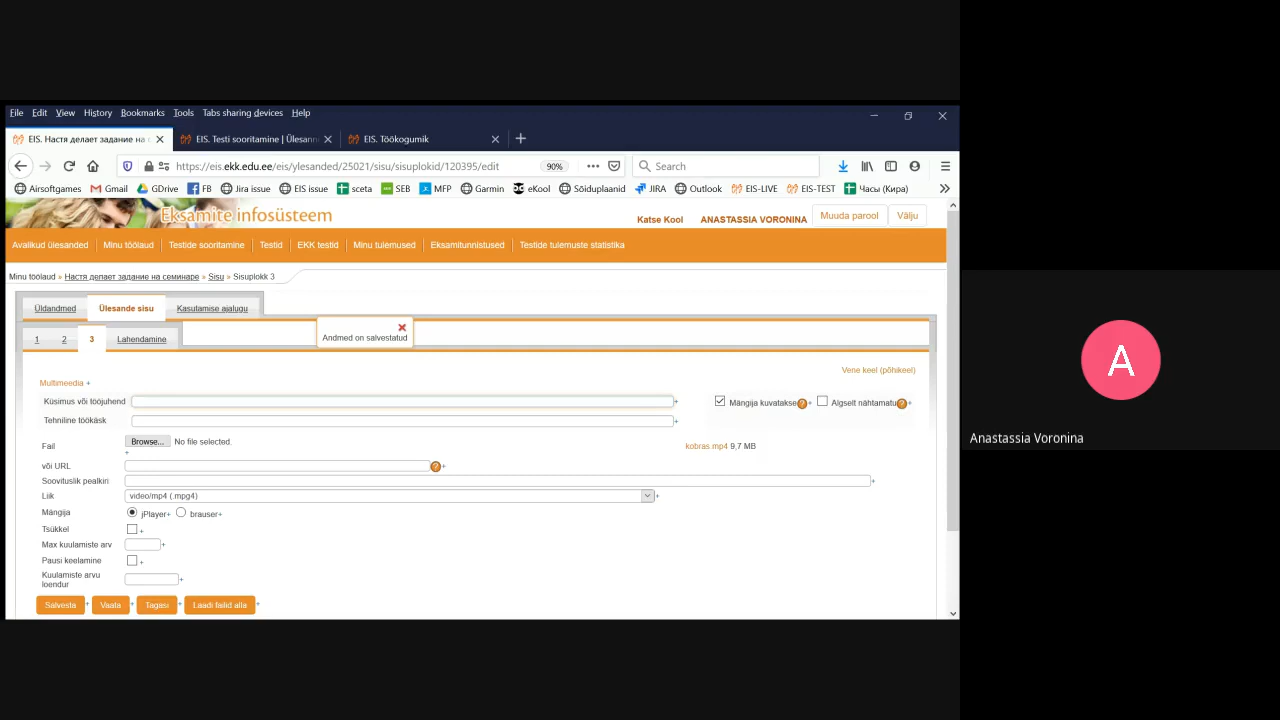 File Edit View History Bookmarks Tools Tabs sharing devices Help
EIS. Настя делает задание на с
EIS. Testi sooritamine | Ülesann
EIS. Töökogumik
https://eis.ekk.edu.ee/eis/ylesanded/25021/sisu/sisuplokid/120395/edit 90% Search
Airsoftgames Gmail GDrive FB Jira issue EIS issue sceta SEB MFP Garmin eKool Sõiduplaanid JIRA Outlook EIS-LIVE EIS-TEST Часы (Кира)
Eksamite infosüsteem
Katse Kool ANASTASSIA VORONINA Muuda parool Välju
Avalikud ülesanded Minu töölaud Testide sooritamine Testid EKK testid Minu tulemused Eksamitunnistused Testide tulemuste statistika
Minu töölaud » Настя делает задание на семинаре » Sisu » Sisuplokk 3
Üldandmed Ülesande sisu Kasutamise ajalugu
1 2 3 Lahendamine
Andmed on salvestatud
Vene keel (põhikeel)
Multimeedia +
Küsimus või tööjuhend + Mängija kuvatakse ? + Algselt nähtamatu ? +
Tehniline töökäsk +
Fail Browse... No file selected. kobras.mp4 9,7 MB
+
või URL ? +
Soovituslik pealkiri +
Liik video/mp4 (.mpg4) +
Mängija jPlayer+ brauser+
Tsükkel +
Max kuulamiste arv +
Pausi keelamine +
Kuulamiste arvu
loendur +
Salvesta + Vaata + Tagasi + Laadi failid alla +
A
Anastassia Voronina